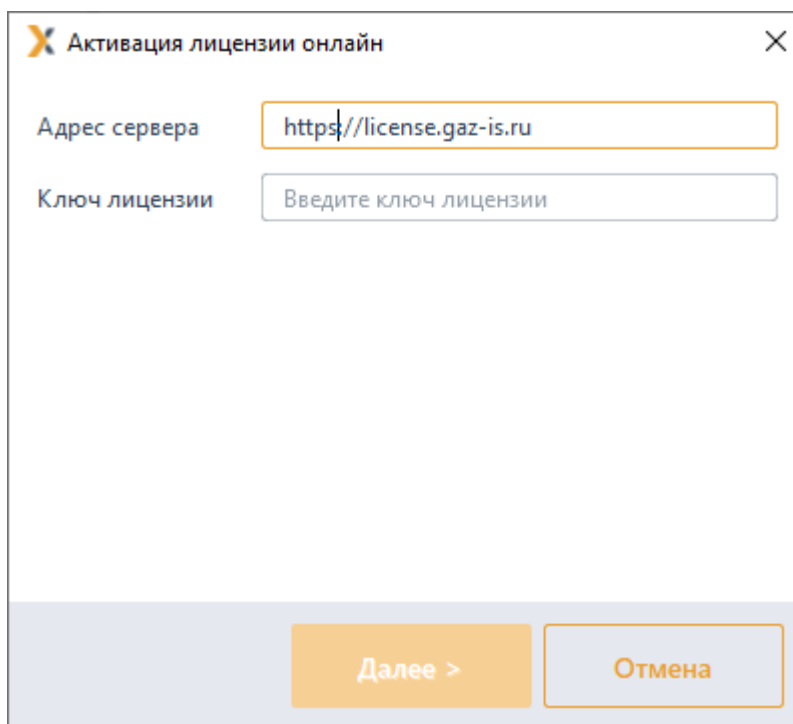 Активация лицензии онлайн
Адрес сервера https://license.gaz-is.ru
Ключ лицензии Введите ключ лицензии
Далее > Отмена